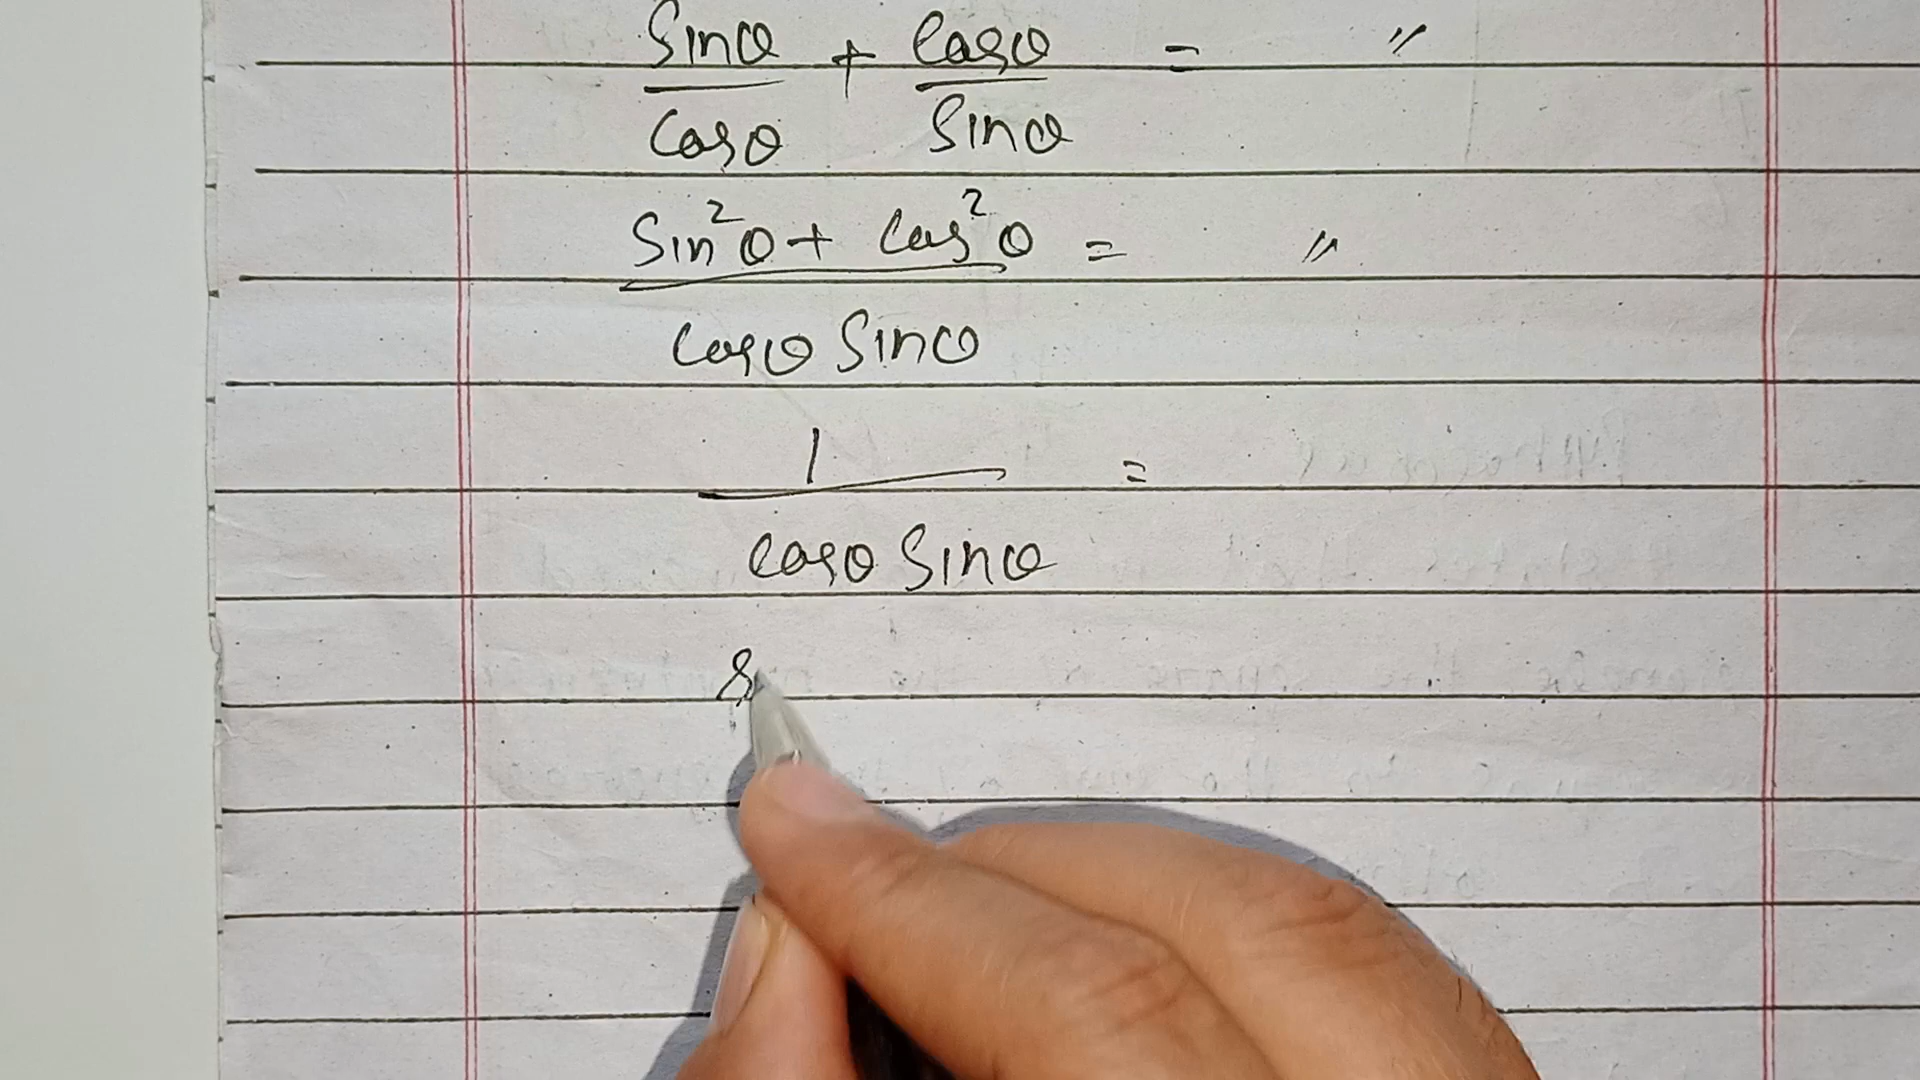 sinθ/cosθ + cosθ/sinθ = "
sin²θ + cos²θ/cosθ sinθ = "
1/cosθ sinθ =
s